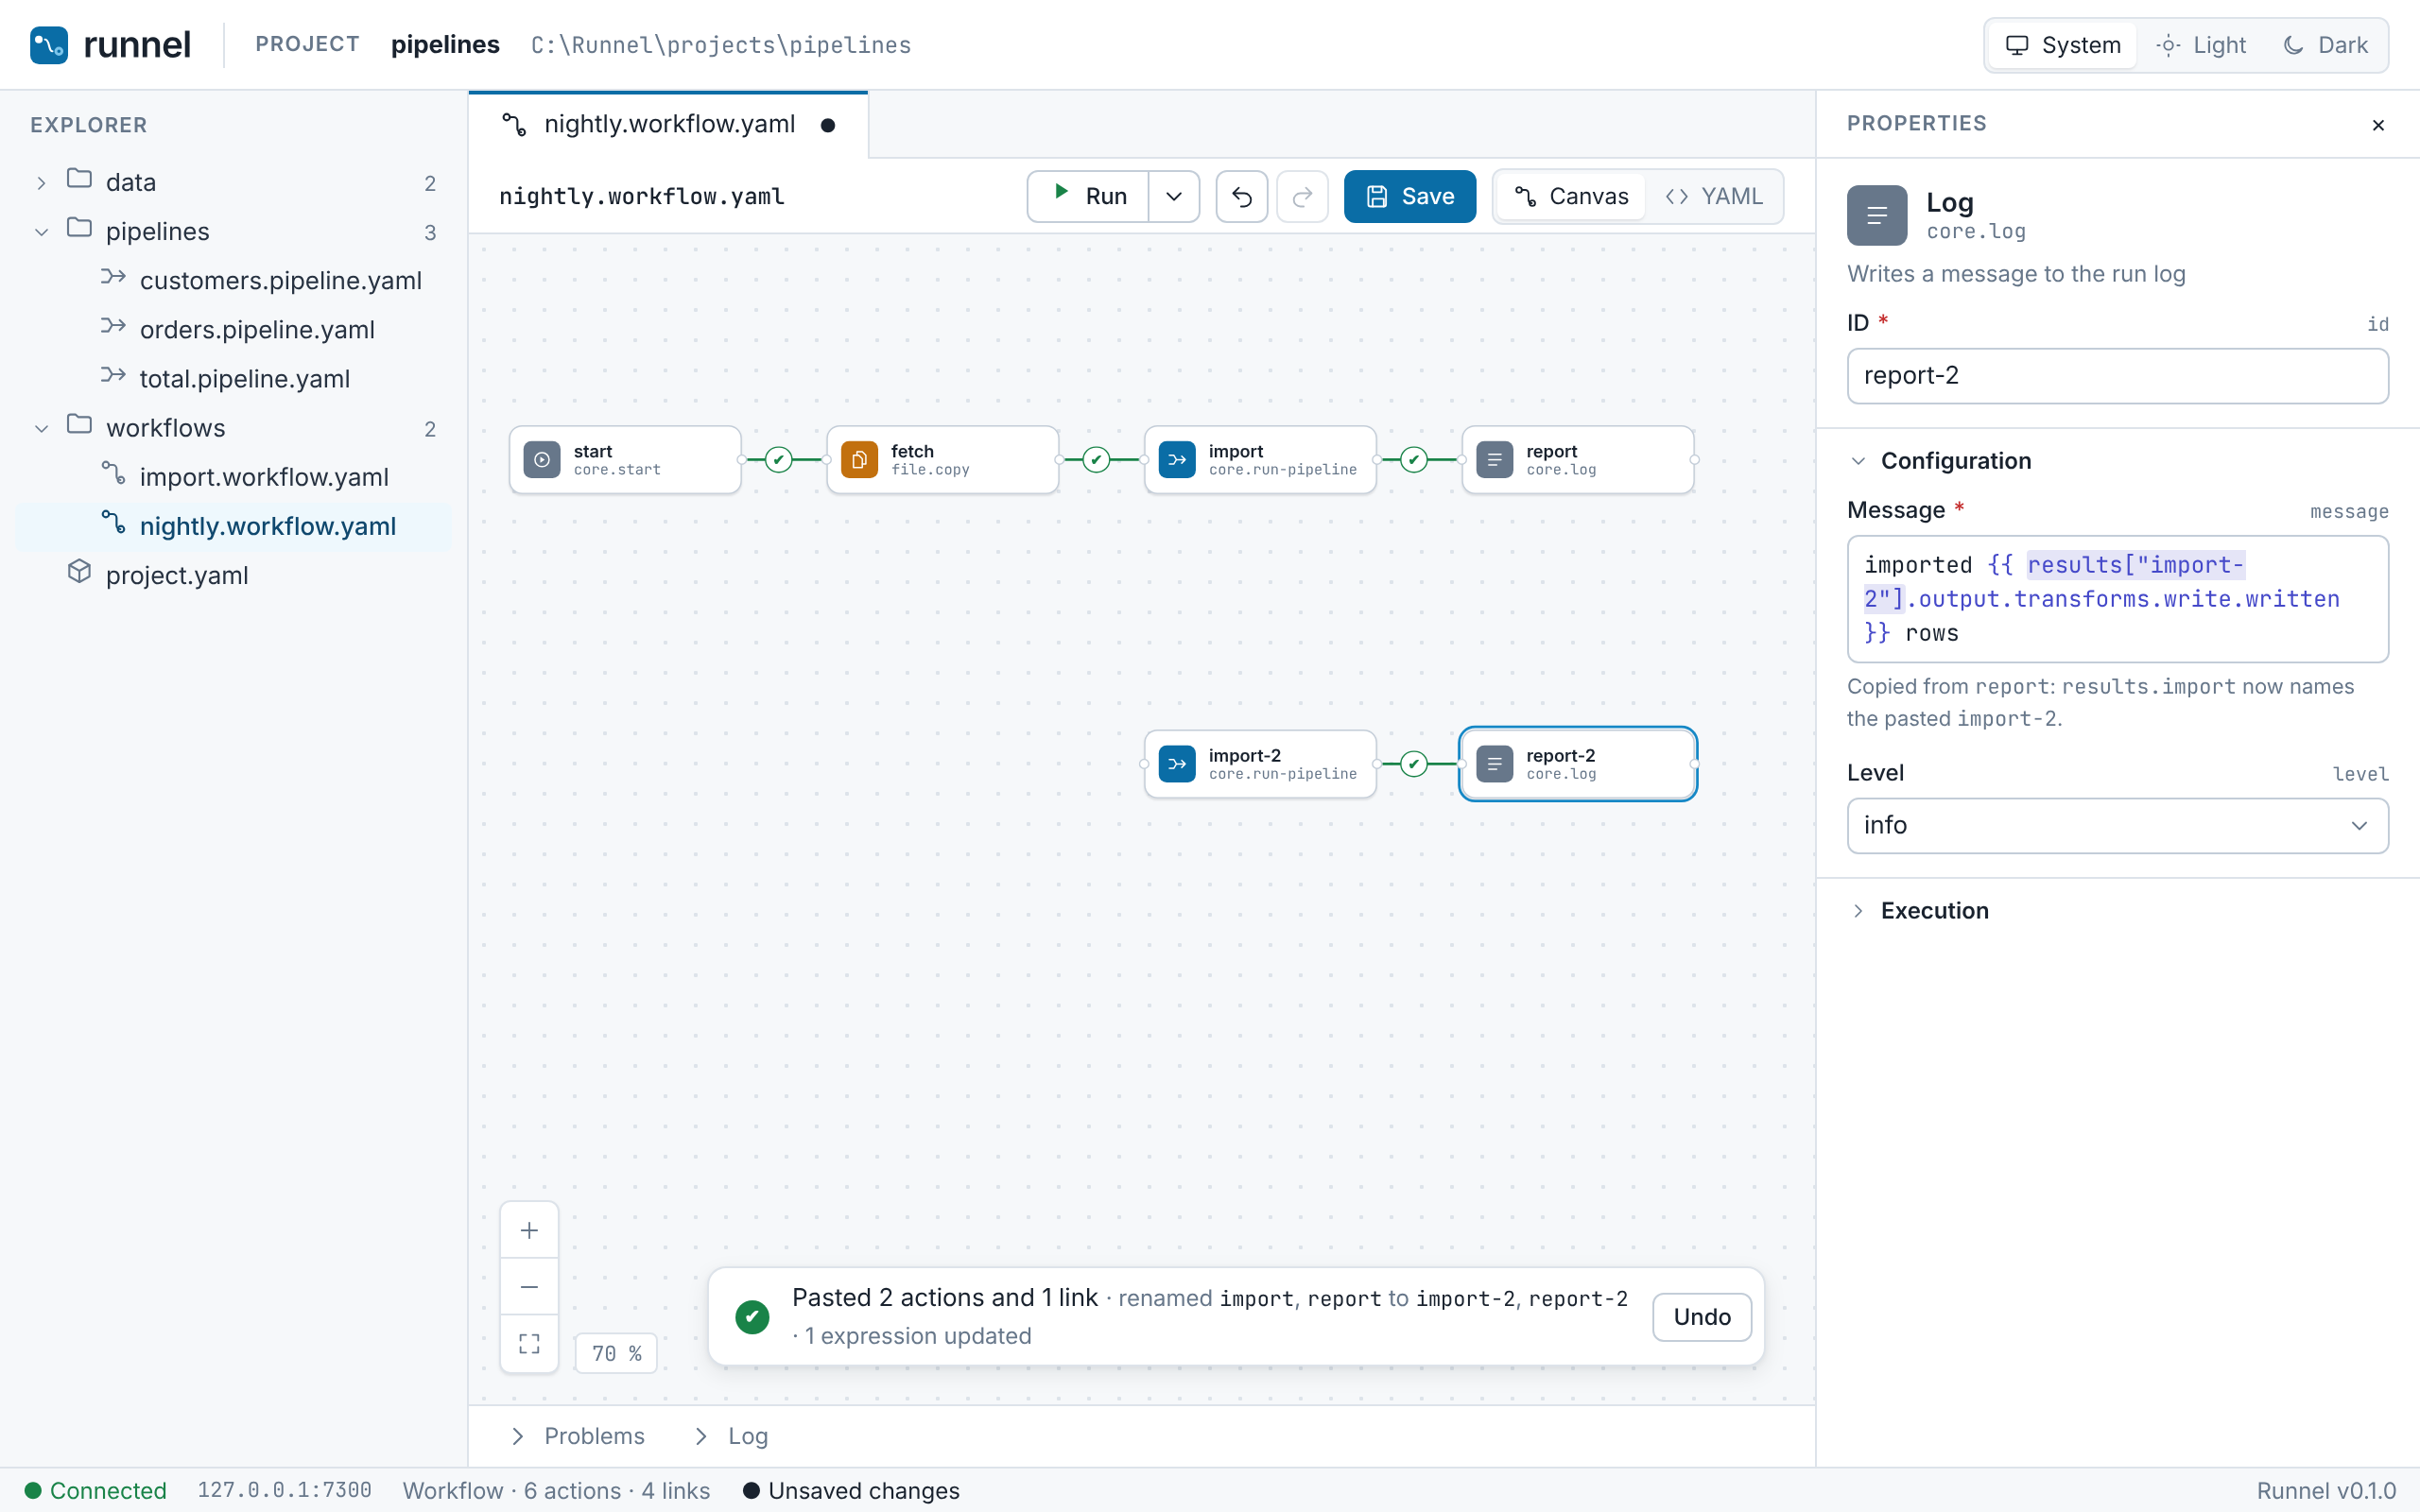 runnel
PROJECT pipelines C:\Runnel\projects\pipelines
System Light Dark
EXPLORER
data 2
pipelines 3
customers.pipeline.yaml
orders.pipeline.yaml
total.pipeline.yaml
workflows 2
import.workflow.yaml
nightly.workflow.yaml
project.yaml
nightly.workflow.yaml
nightly.workflow.yaml
Run
Save
Canvas YAML
start
core.start
fetch
file.copy
import
core.run-pipeline
report
core.log
import-2
core.run-pipeline
report-2
core.log
70 %
Pasted 2 actions and 1 link · renamed import, report to import-2, report-2
· 1 expression updated
Undo
Problems Log
PROPERTIES
Log
core.log
Writes a message to the run log
ID * id
report-2
Configuration
Message * message
imported {{ results["import-
2"].output.transforms.write.written
}} rows
Copied from report: results.import now names
the pasted import-2.
Level level
info
Execution
Connected 127.0.0.1:7300 Workflow · 6 actions · 4 links Unsaved changes
Runnel v0.1.0